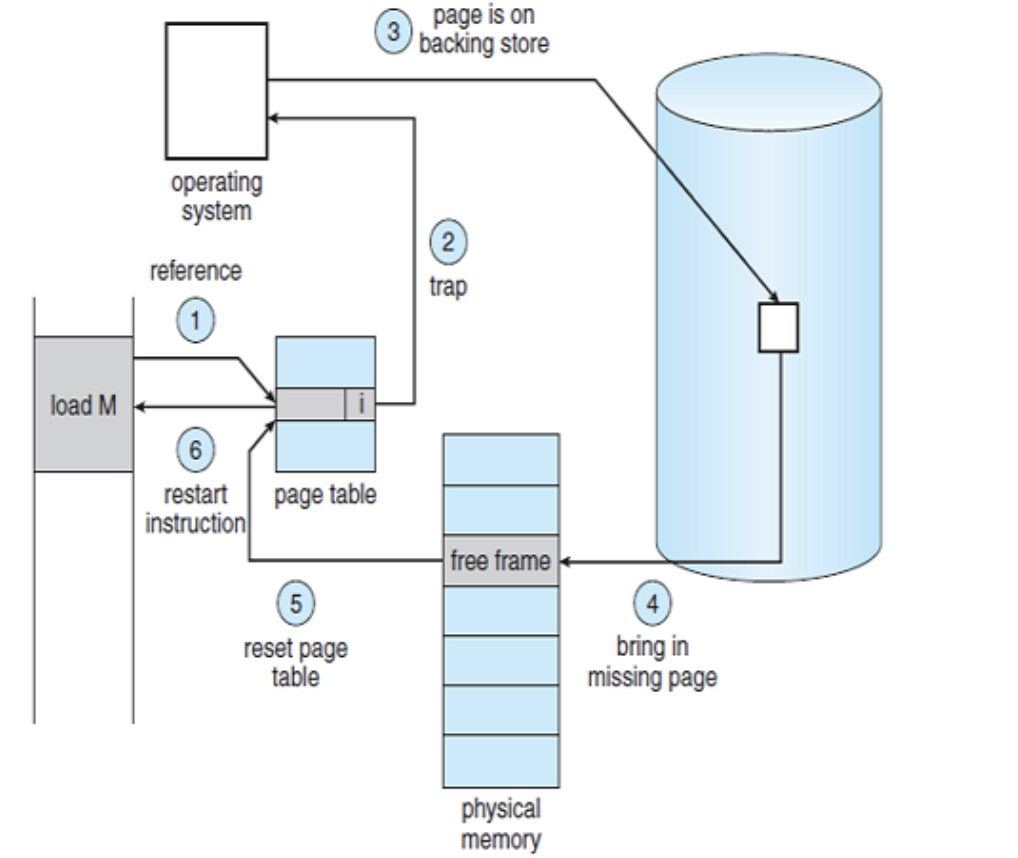 3
page is on
backing store
operating
system
2
trap
reference
1
load M
i
6
restart
instruction
page table
free frame
5
reset page
table
4
bring in
missing page
physical
memory